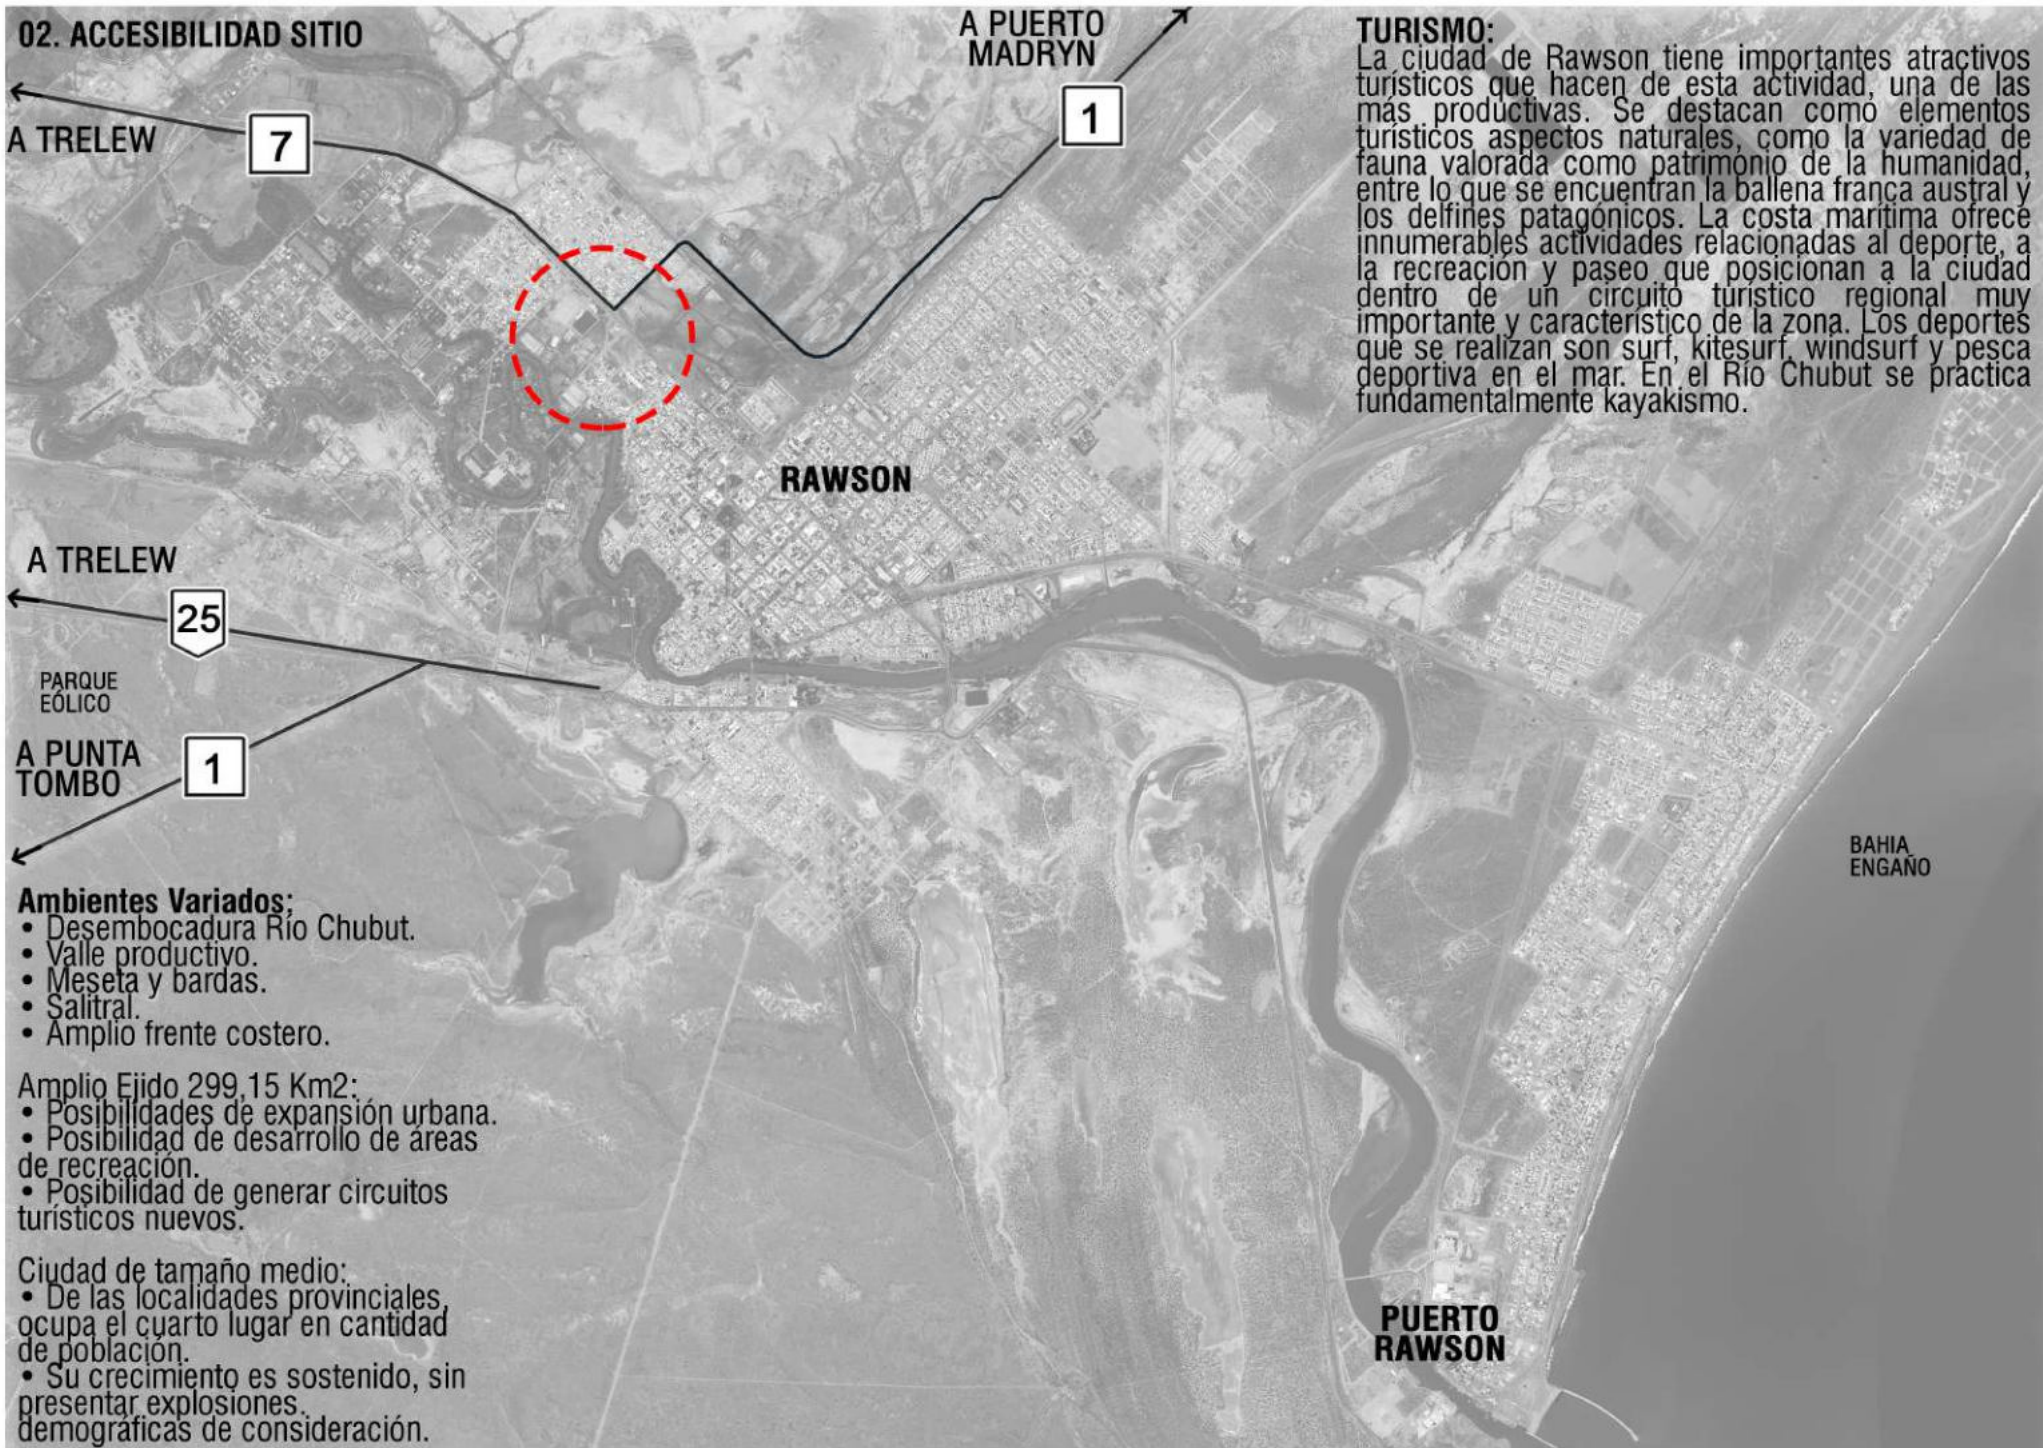 02. ACCESIBILIDAD SITIO
A PUERTO
MADRYN
1
A TRELEW
7
TURISMO:
La ciudad de Rawson tiene importantes atractivos
turísticos que hacen de esta actividad, una de las
más productivas. Se destacan como elementos
turísticos aspectos naturales, como la variedad de
fauna valorada como patrimonio de la humanidad,
entre lo que se encuentran la ballena franca austral y
los delfines patagónicos. La costa marítima ofrece
innumerables actividades relacionadas al deporte, a
la recreación y paseo que posicionan a la ciudad
dentro de un circuito turístico regional muy
importante y característico de la zona. Los deportes
que se realizan son surf, kitesurf, windsurf y pesca
deportiva en el mar. En el Río Chubut se practica
fundamentalmente kayakismo.
RAWSON
A TRELEW
25
PARQUE
EÓLICO
A PUNTA
TOMBO
1
BAHIA
ENGAÑO
Ambientes Variados:
• Desembocadura Río Chubut.
• Valle productivo.
• Meseta y bardas.
• Salitral.
• Amplio frente costero.
Amplio Ejido 299,15 Km2:
• Posibilidades de expansión urbana.
• Posibilidad de desarrollo de áreas
de recreación.
• Posibilidad de generar circuitos
turísticos nuevos.
Ciudad de tamaño medio:
• De las localidades provinciales,
ocupa el cuarto lugar en cantidad
de población.
• Su crecimiento es sostenido, sin
presentar explosiones.
demográficas de consideración.
PUERTO
RAWSON